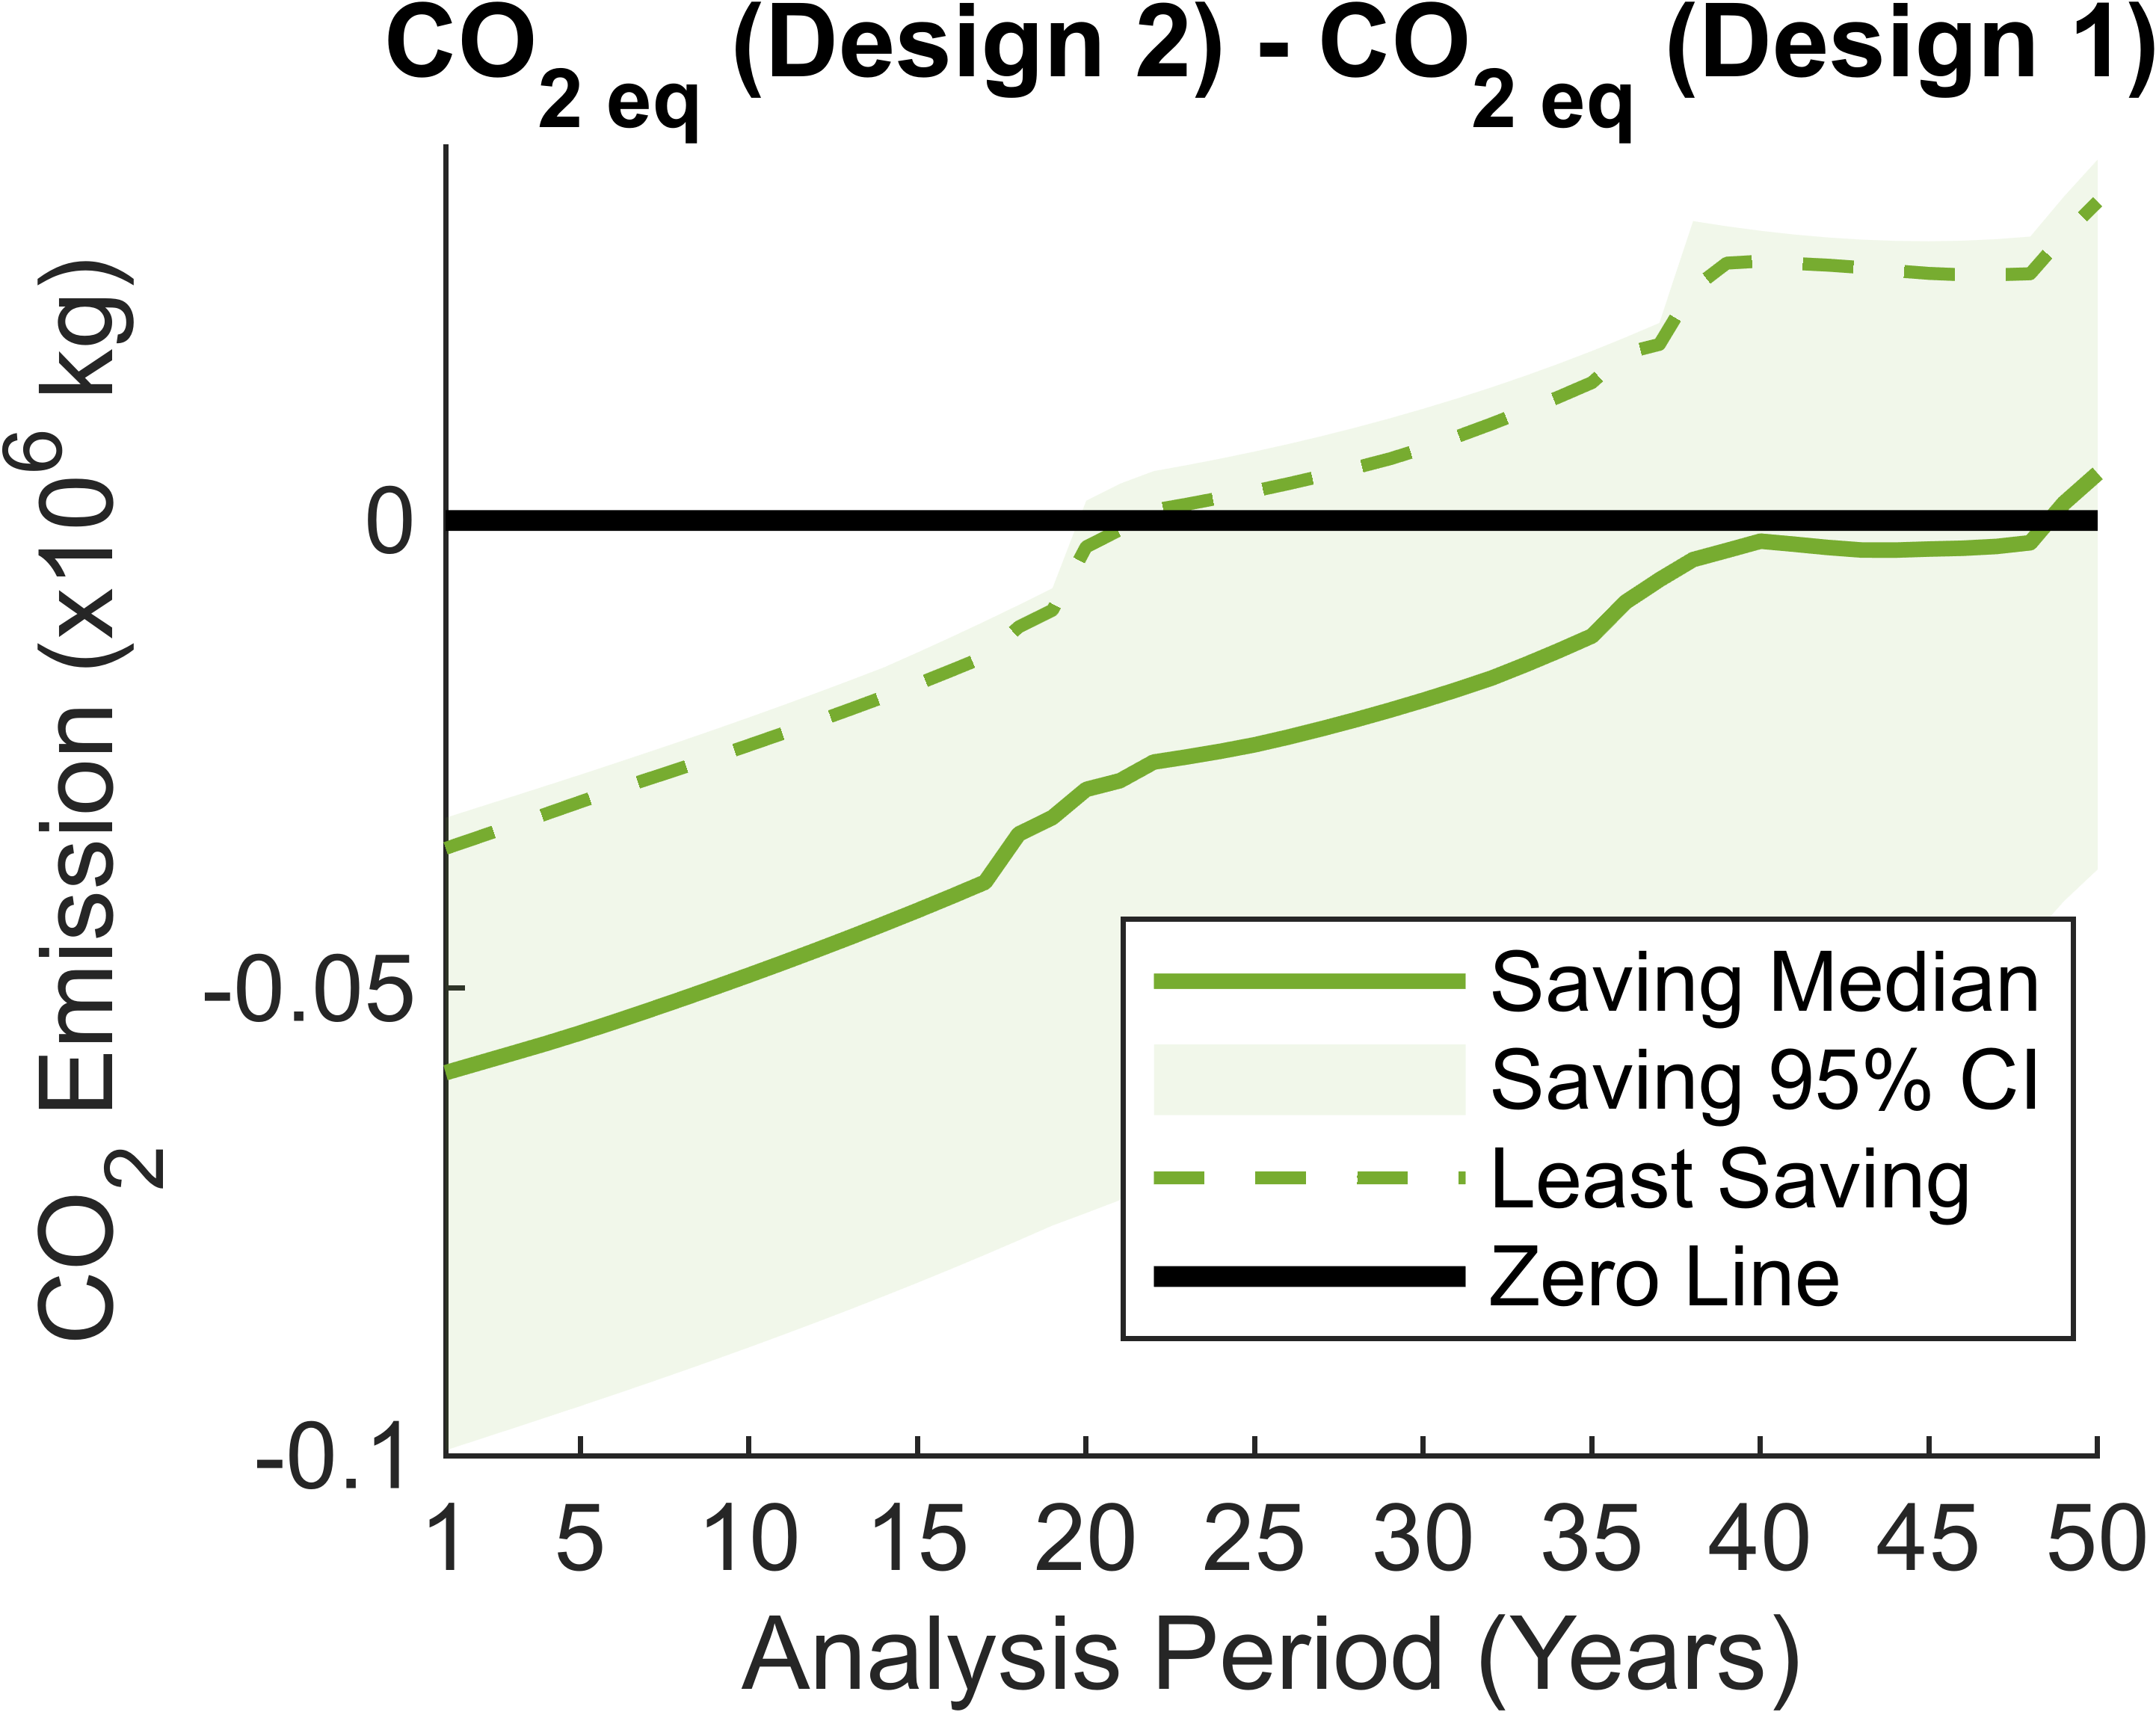 CO2 eq (Design 2) - CO2 eq (Design 1)
CO2 Emission (x10^6 kg)
0
-0.05
-0.1
Saving Median
Saving 95% CI
Least Saving
Zero Line
1 5 10 15 20 25 30 35 40 45 50
Analysis Period (Years)